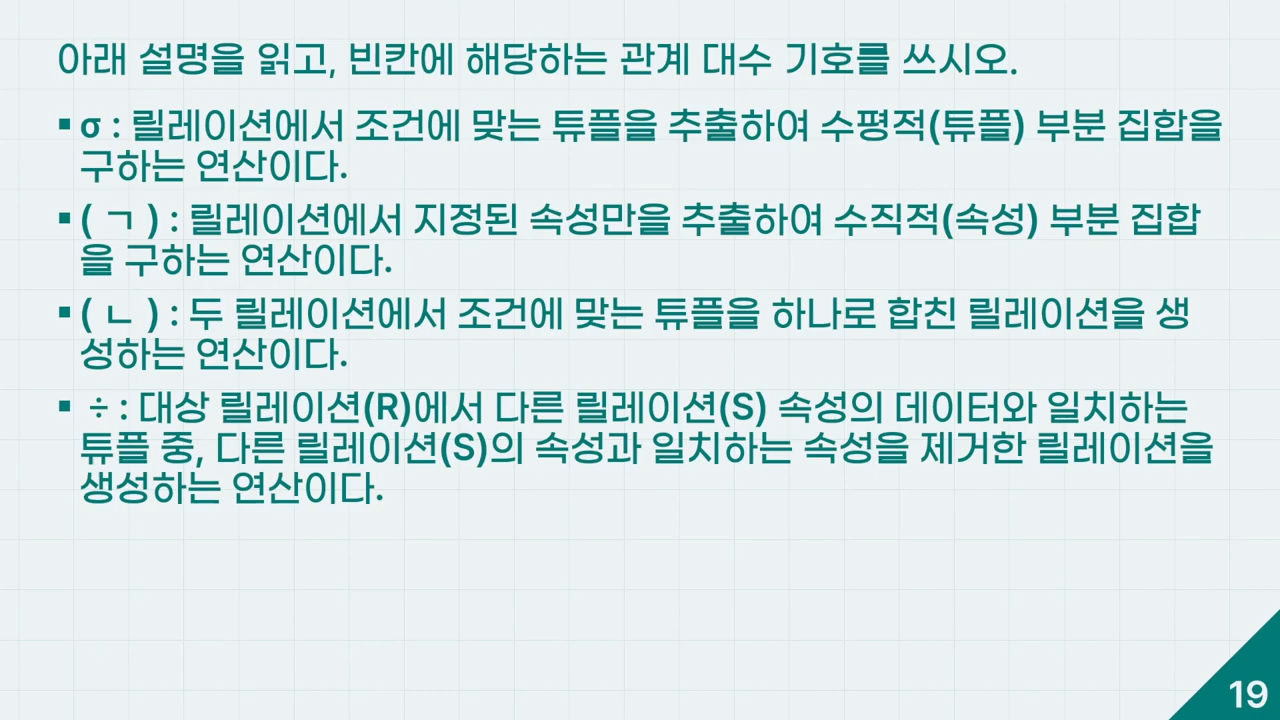 아래 설명을 읽고, 빈칸에 해당하는 관계 대수 기호를 쓰시오.
▪ σ : 릴레이션에서 조건에 맞는 튜플을 추출하여 수평적(튜플) 부분 집합을
구하는 연산이다.
▪ ( ㄱ ) : 릴레이션에서 지정된 속성만을 추출하여 수직적(속성) 부분 집합
을 구하는 연산이다.
▪ ( ㄴ ) : 두 릴레이션에서 조건에 맞는 튜플을 하나로 합친 릴레이션을 생
성하는 연산이다.
▪ ÷ : 대상 릴레이션(R)에서 다른 릴레이션(S) 속성의 데이터와 일치하는
튜플 중, 다른 릴레이션(S)의 속성과 일치하는 속성을 제거한 릴레이션을
생성하는 연산이다.
19